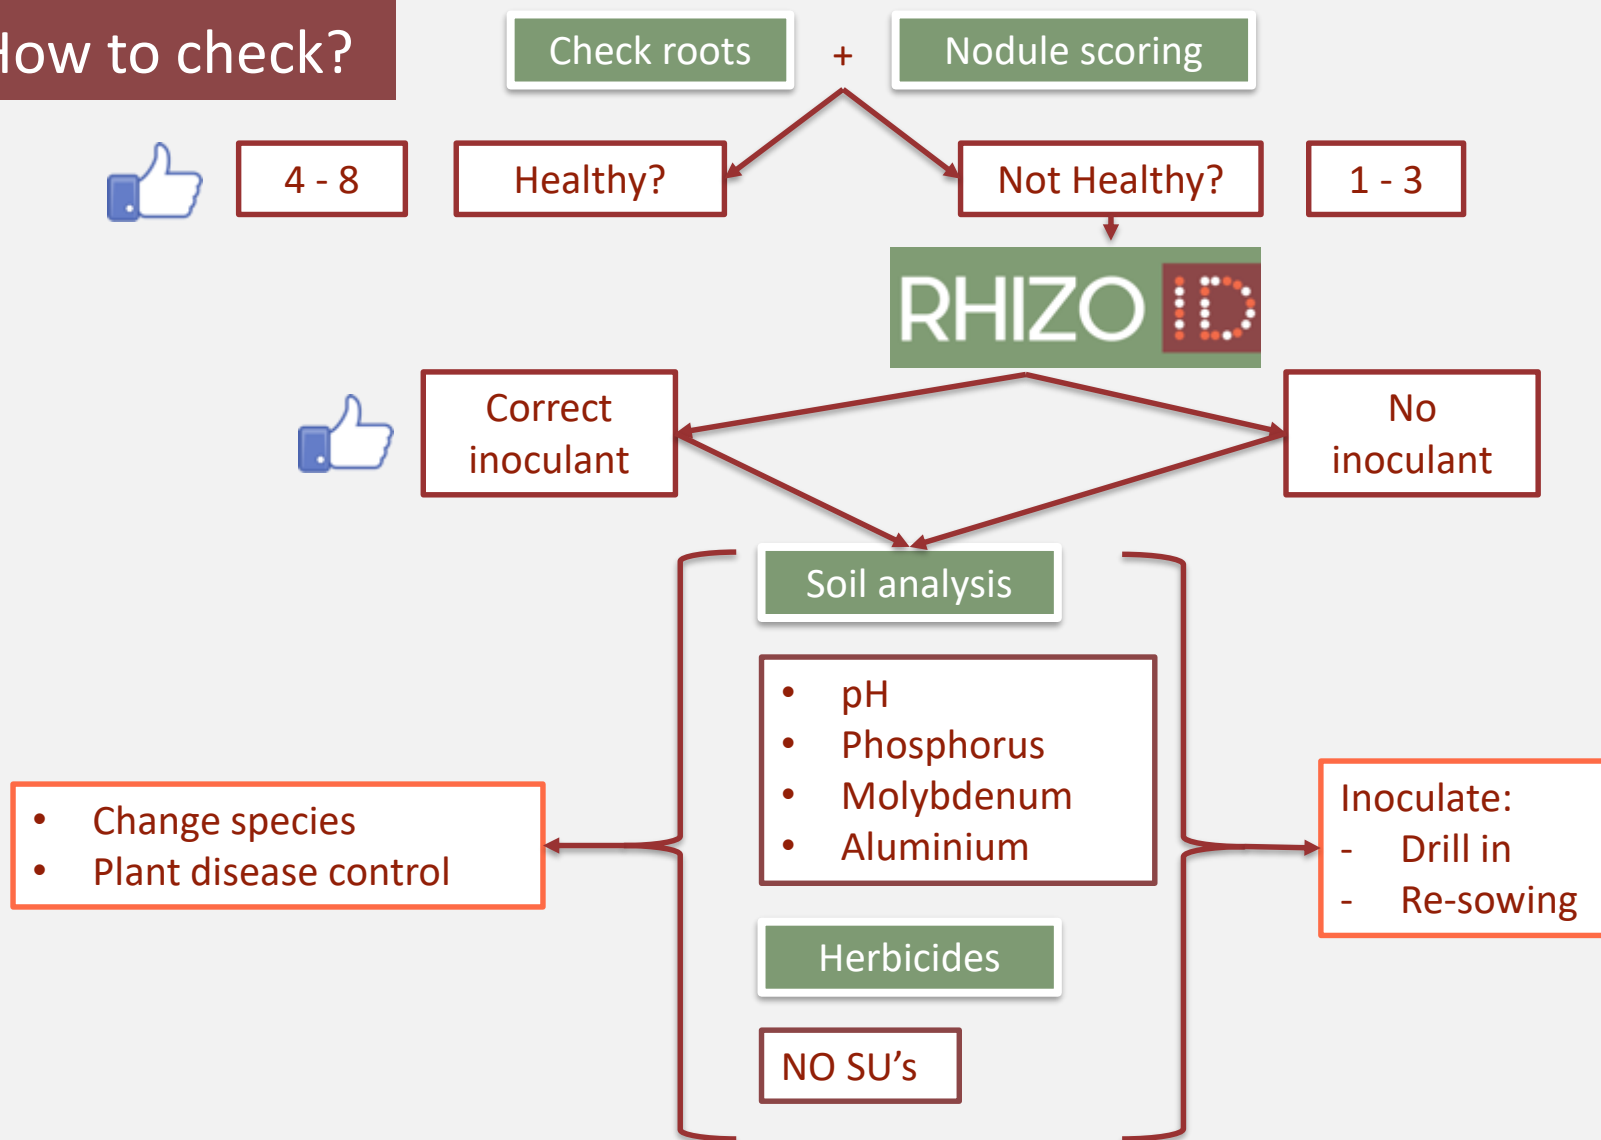 How to check?
Check roots + Nodule scoring
4 - 8 Healthy? Not Healthy? 1 - 3
RHIZO ID
Correct
inoculant
No
inoculant
Soil analysis
• pH
• Phosphorus
• Molybdenum
• Aluminium
• Change species
• Plant disease control
Inoculate:
- Drill in
- Re-sowing
Herbicides
NO SU's